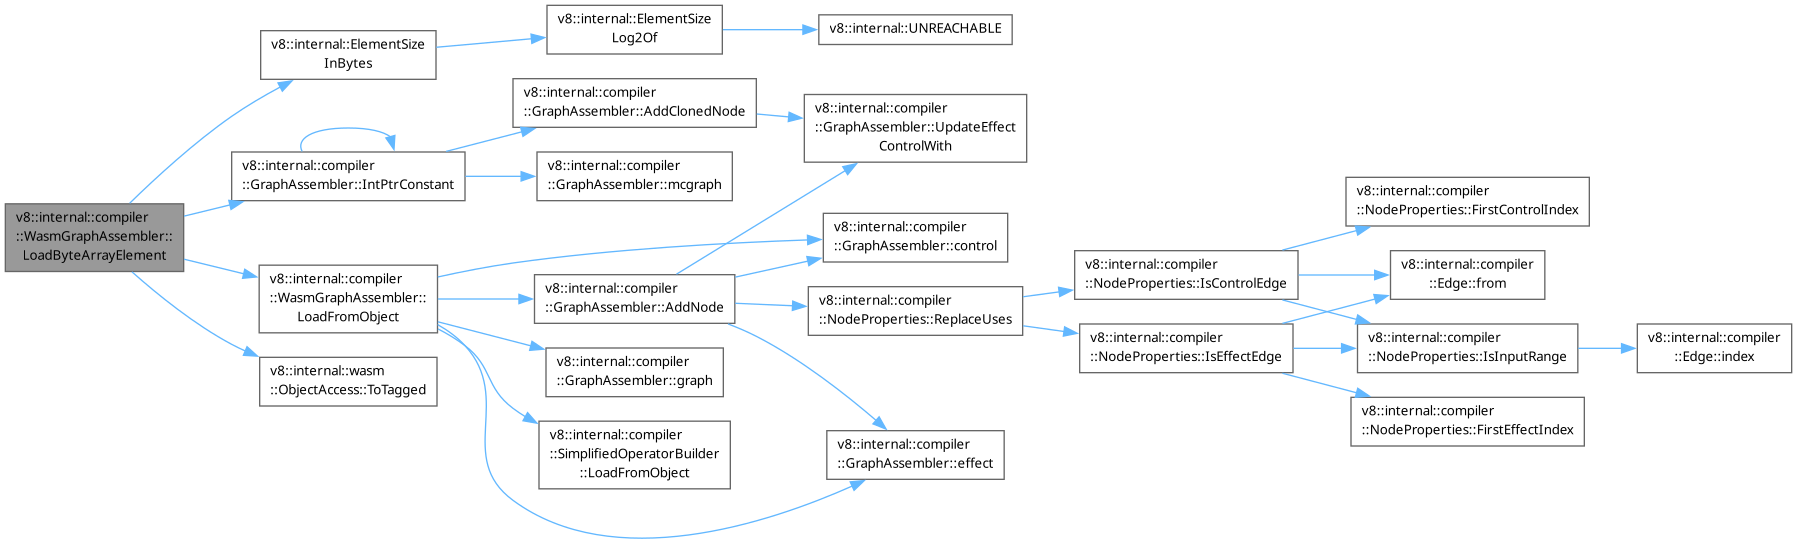 v8::internal::compiler
::WasmGraphAssembler::
LoadByteArrayElement
v8::internal::ElementSize
InBytes
v8::internal::ElementSize
Log2Of
v8::internal::UNREACHABLE
v8::internal::compiler
::GraphAssembler::IntPtrConstant
v8::internal::compiler
::GraphAssembler::AddClonedNode
v8::internal::compiler
::GraphAssembler::UpdateEffect
ControlWith
v8::internal::compiler
::GraphAssembler::mcgraph
v8::internal::compiler
::WasmGraphAssembler::
LoadFromObject
v8::internal::compiler
::GraphAssembler::control
v8::internal::compiler
::GraphAssembler::AddNode
v8::internal::compiler
::NodeProperties::ReplaceUses
v8::internal::compiler
::NodeProperties::IsControlEdge
v8::internal::compiler
::NodeProperties::FirstControlIndex
v8::internal::compiler
::Edge::from
v8::internal::compiler
::NodeProperties::IsInputRange
v8::internal::compiler
::Edge::index
v8::internal::compiler
::NodeProperties::IsEffectEdge
v8::internal::compiler
::NodeProperties::FirstEffectIndex
v8::internal::compiler
::GraphAssembler::graph
v8::internal::compiler
::SimplifiedOperatorBuilder
::LoadFromObject
v8::internal::compiler
::GraphAssembler::effect
v8::internal::wasm
::ObjectAccess::ToTagged